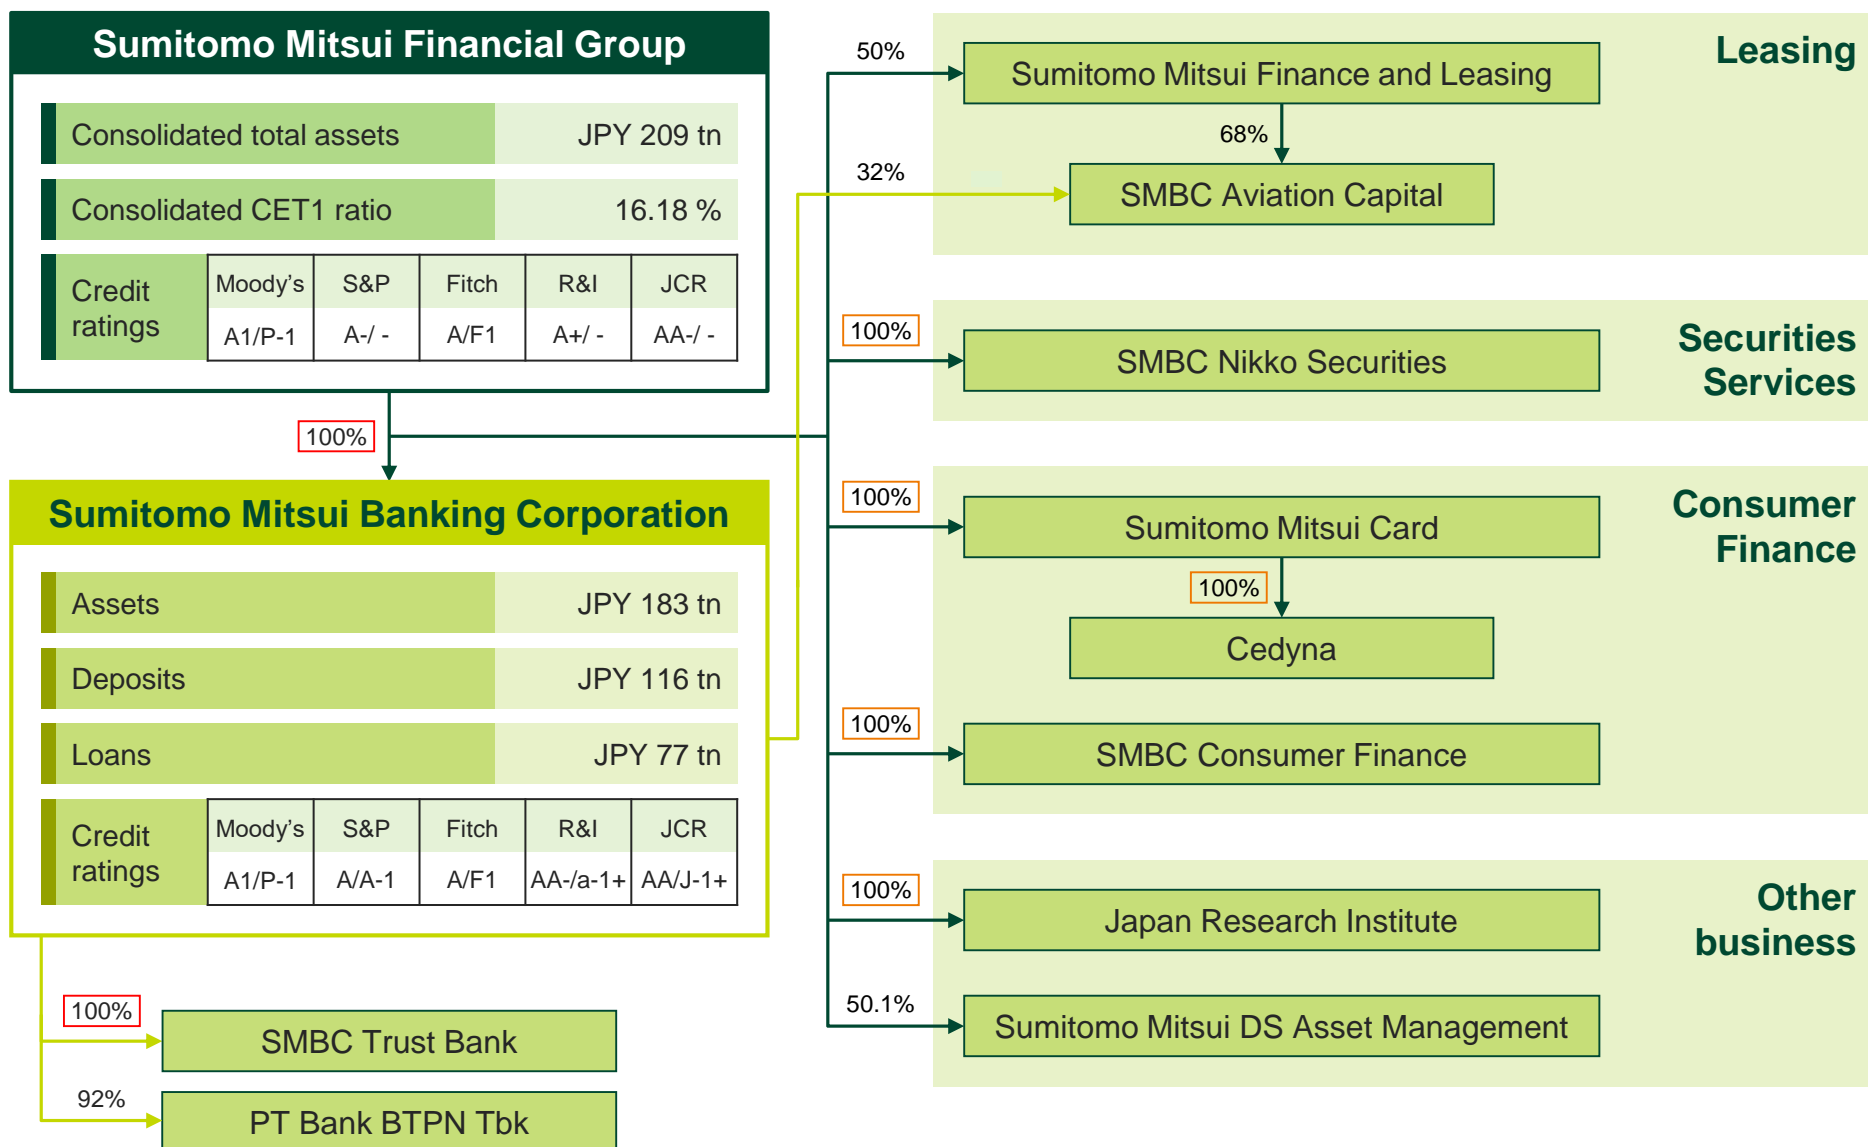 Sumitomo Mitsui Financial Group
Consolidated total assets JPY 209 tn
Consolidated CET1 ratio 16.18 %
Credit
ratings
Moody's S&P Fitch R&I JCR
A1/P-1 A-/ - A/F1 A+/ - AA-/ -
100%
Sumitomo Mitsui Banking Corporation
Assets JPY 183 tn
Deposits JPY 116 tn
Loans JPY 77 tn
Credit
ratings
Moody's S&P Fitch R&I JCR
A1/P-1 A/A-1 A/F1 AA-/a-1+ AA/J-1+
100%
SMBC Trust Bank
92%
PT Bank BTPN Tbk
Leasing
50%
Sumitomo Mitsui Finance and Leasing
68%
32%
SMBC Aviation Capital
Securities
Services
100%
SMBC Nikko Securities
Consumer
Finance
100%
Sumitomo Mitsui Card
100%
Cedyna
100%
SMBC Consumer Finance
Other
business
100%
Japan Research Institute
50.1%
Sumitomo Mitsui DS Asset Management